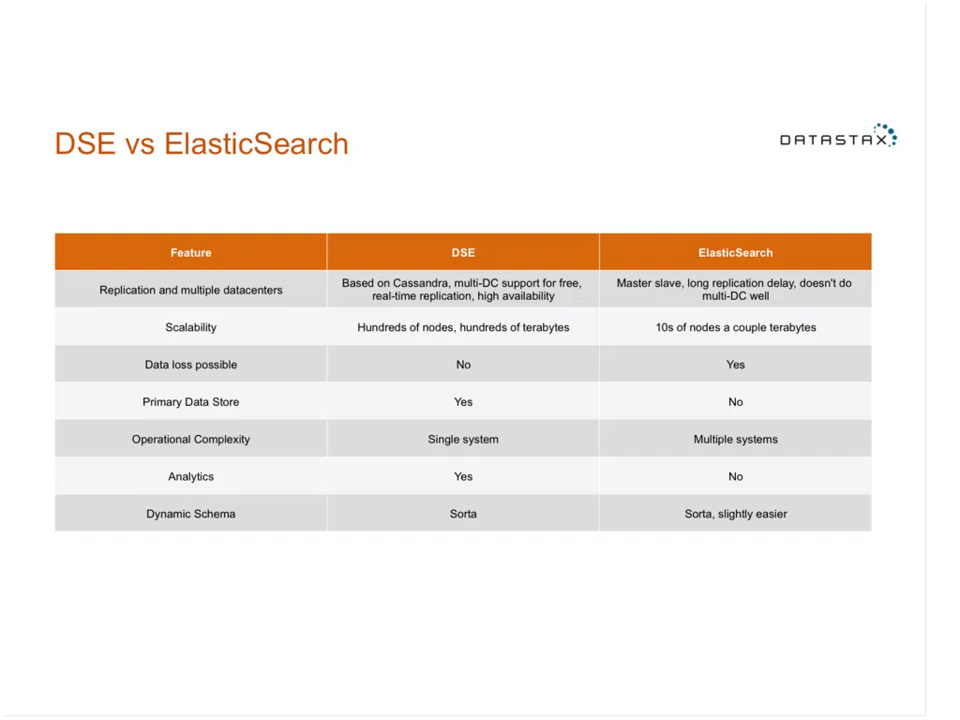 DSE vs ElasticSearch
DATASTAX
Feature
DSE
ElasticSearch
Replication and multiple datacenters
Based on Cassandra, multi-DC support for free,
real-time replication, high availability
Master slave, long replication delay, doesn't do
multi-DC well
Scalability
Hundreds of nodes, hundreds of terabytes
10s of nodes a couple terabytes
Data loss possible
No
Yes
Primary Data Store
Yes
No
Operational Complexity
Single system
Multiple systems
Analytics
Yes
No
Dynamic Schema
Sorta
Sorta, slightly easier